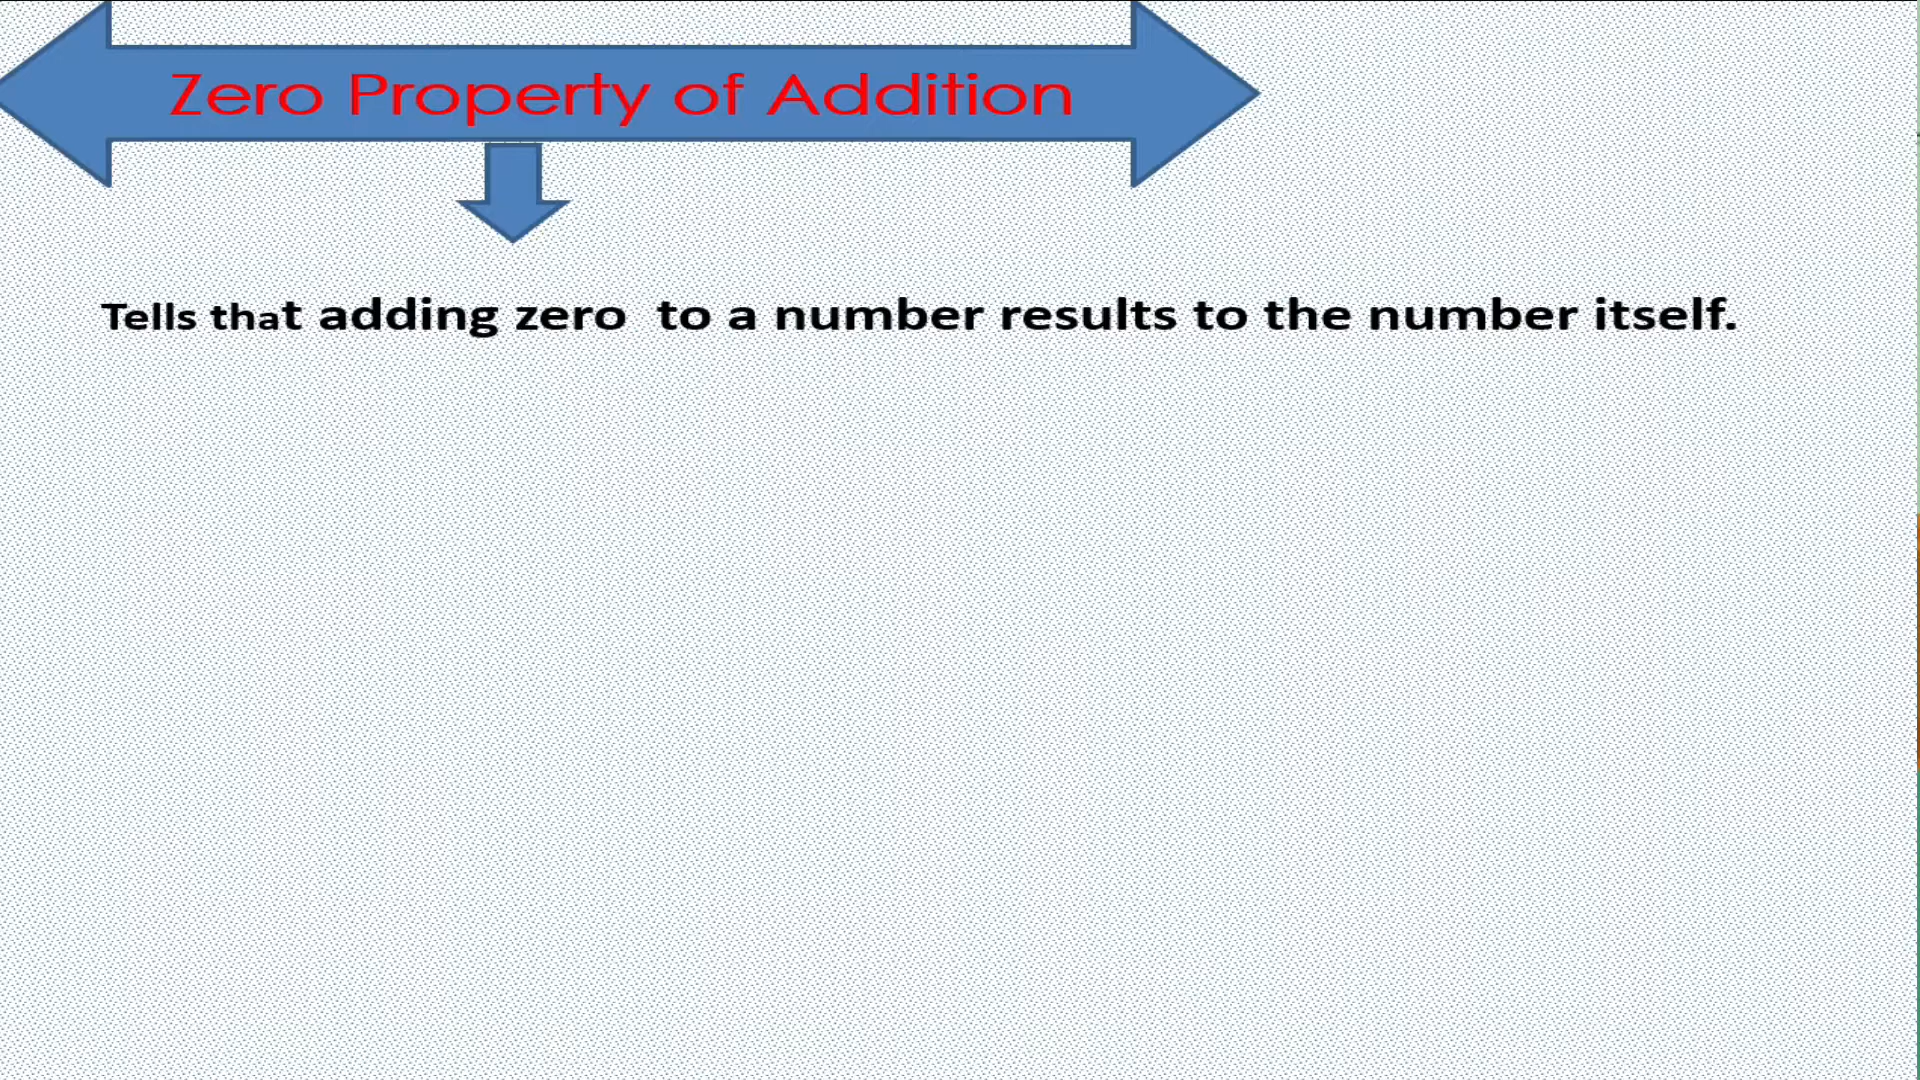 Zero Property of Addition
Tells that adding zero to a number results to the number itself.